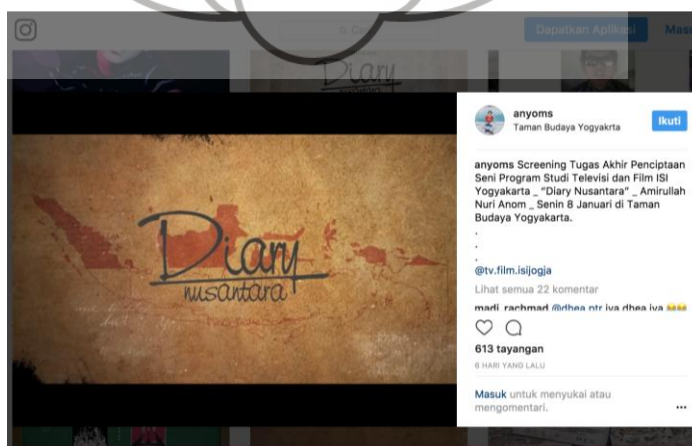 Dapatkan Aplikasi
Diary
anyoms
Taman Budaya Yogyakrta
Ikuti
anyoms Screening Tugas Akhir Penciptaan
Seni Program Studi Televisi dan Film ISI
Yogyakarta _ "Diary Nusantara" _ Amirullah
Nuri Anom _ Senin 8 Januari di Taman
Budaya Yogyakarta.
.
.
.
@tv.film.isijogja
Lihat semua 22 komentar
madi_rachmad @dhea_ptr iya dhea iya 😂😂
613 tayangan
6 HARI YANG LALU
Masuk untuk menyukai atau
mengomentari.
Diary
nusantara